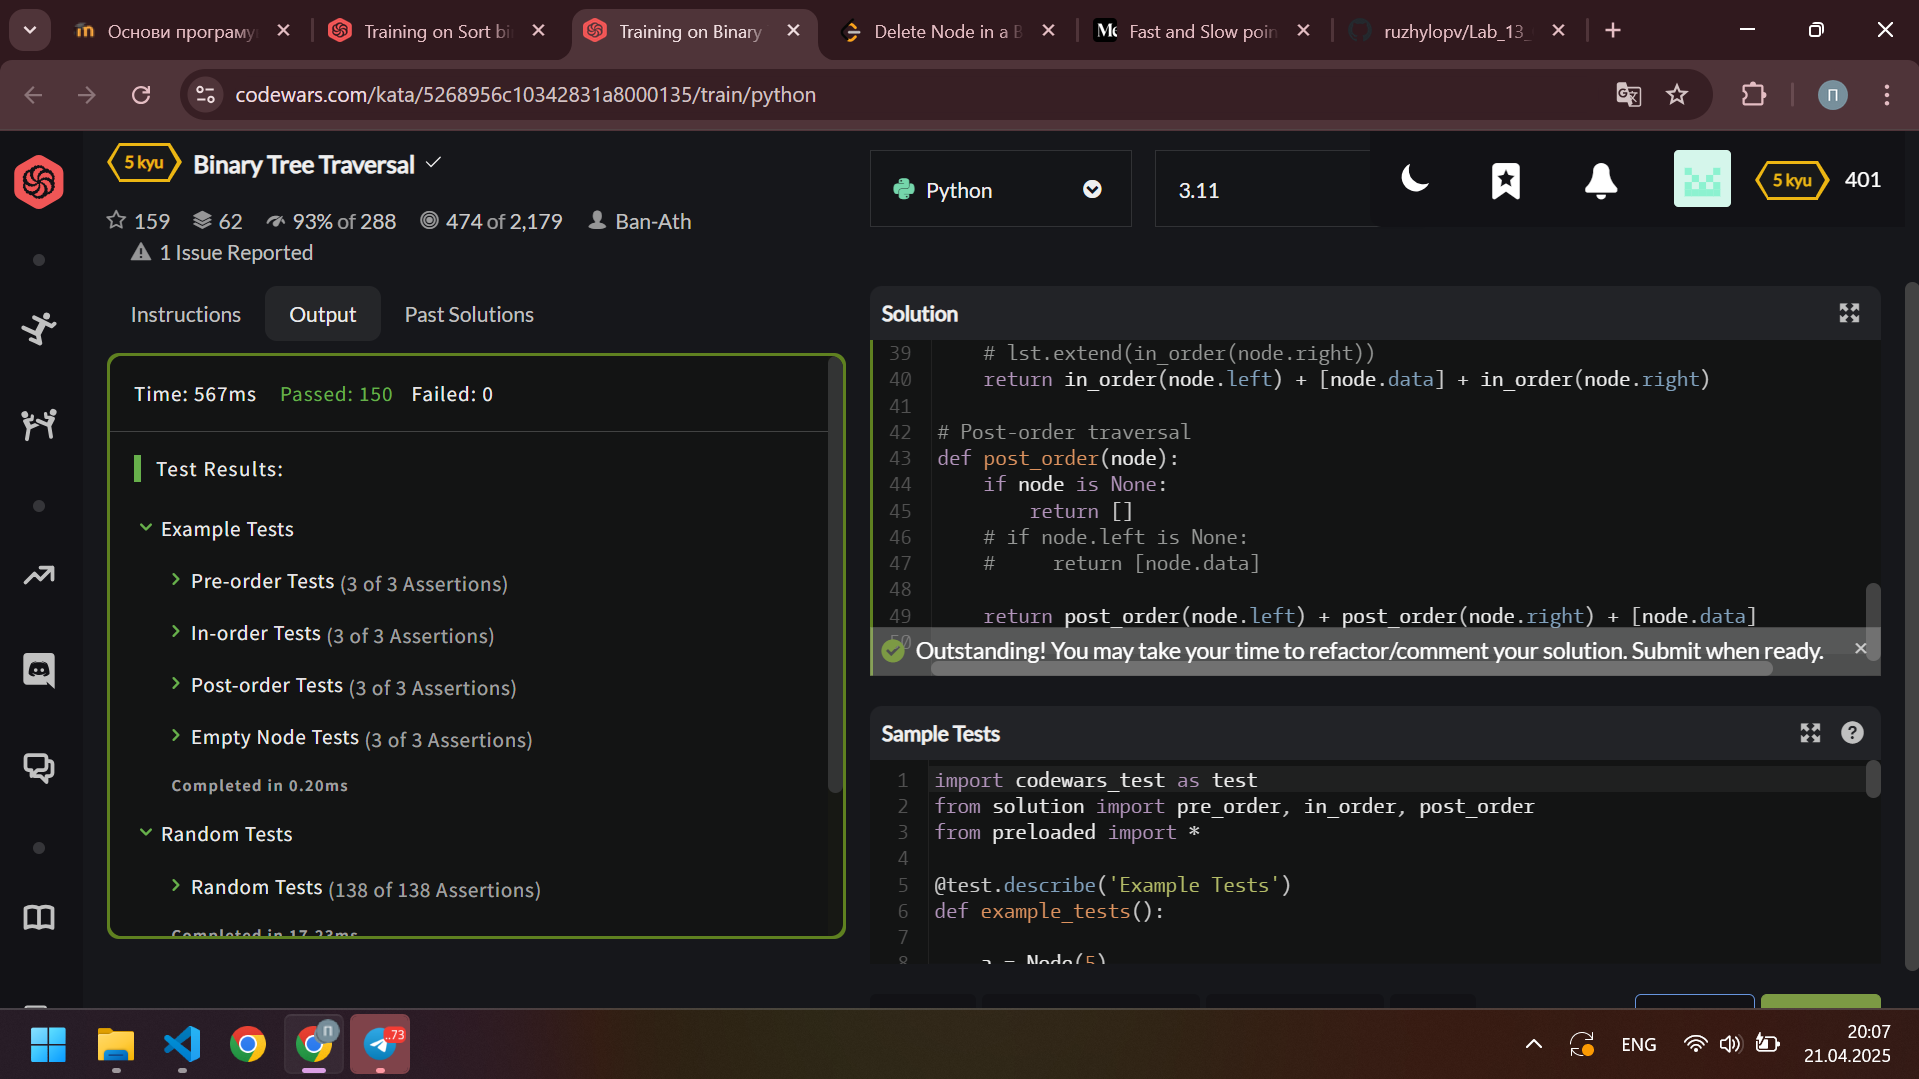 Основи програму
Training on Sort bi
Training on Binary
Delete Node in a B
Me
Fast and Slow poin
ruzhylopv/Lab_13_
codewars.com/kata/5268956c10342831a8000135/train/python
П
5 kyu
Binary Tree Traversal
159
62
93% of 288
474 of 2,179
Ban-Ath
1 Issue Reported
Python
3.11
5 kyu
401
Instructions
Output
Past Solutions
Time: 567ms
Passed: 150
Failed: 0
Test Results:
Example Tests
Pre-order Tests (3 of 3 Assertions)
In-order Tests (3 of 3 Assertions)
Post-order Tests (3 of 3 Assertions)
Empty Node Tests (3 of 3 Assertions)
Completed in 0.20ms
Random Tests
Random Tests (138 of 138 Assertions)
Completed in 17.23ms
Solution
39 # lst.extend(in_order(node.right))
40 return in_order(node.left) + [node.data] + in_order(node.right)
41
42 # Post-order traversal
43 def post_order(node):
44 if node is None:
45 return []
46 # if node.left is None:
47 # return [node.data]
48
49 return post_order(node.left) + post_order(node.right) + [node.data]
50
Outstanding! You may take your time to refactor/comment your solution. Submit when ready.
Sample Tests
1 import codewars_test as test
2 from solution import pre_order, in_order, post_order
3 from preloaded import *
4
5 @test.describe('Example Tests')
6 def example_tests():
7
8 a = Node(5)
П
..73
ENG
20:07
21.04.2025